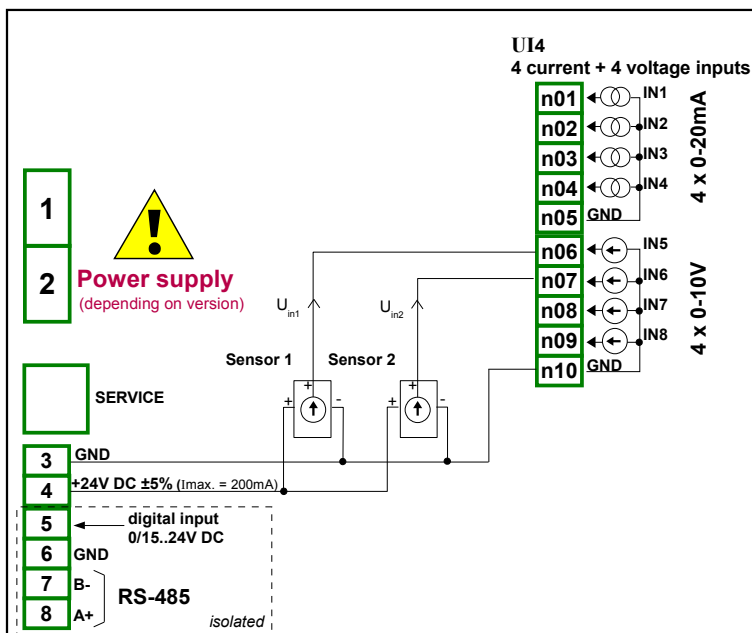 UI4
4 current + 4 voltage inputs
n01
IN1
n02
IN2
n03
IN3
n04
IN4
n05
GND
4 x 0-20mA
n06
IN5
n07
IN6
n08
IN7
n09
IN8
n10
GND
4 x 0-10V
1
2
!
Power supply
(depending on version)
Uin1
Uin2
Sensor 1
Sensor 2
+
+
-
+
+
-
SERVICE
3
GND
4
+24V DC ±5% (Imax. = 200mA)
5
digital input
0/15..24V DC
6
GND
7
B-
RS-485
8
A+
isolated